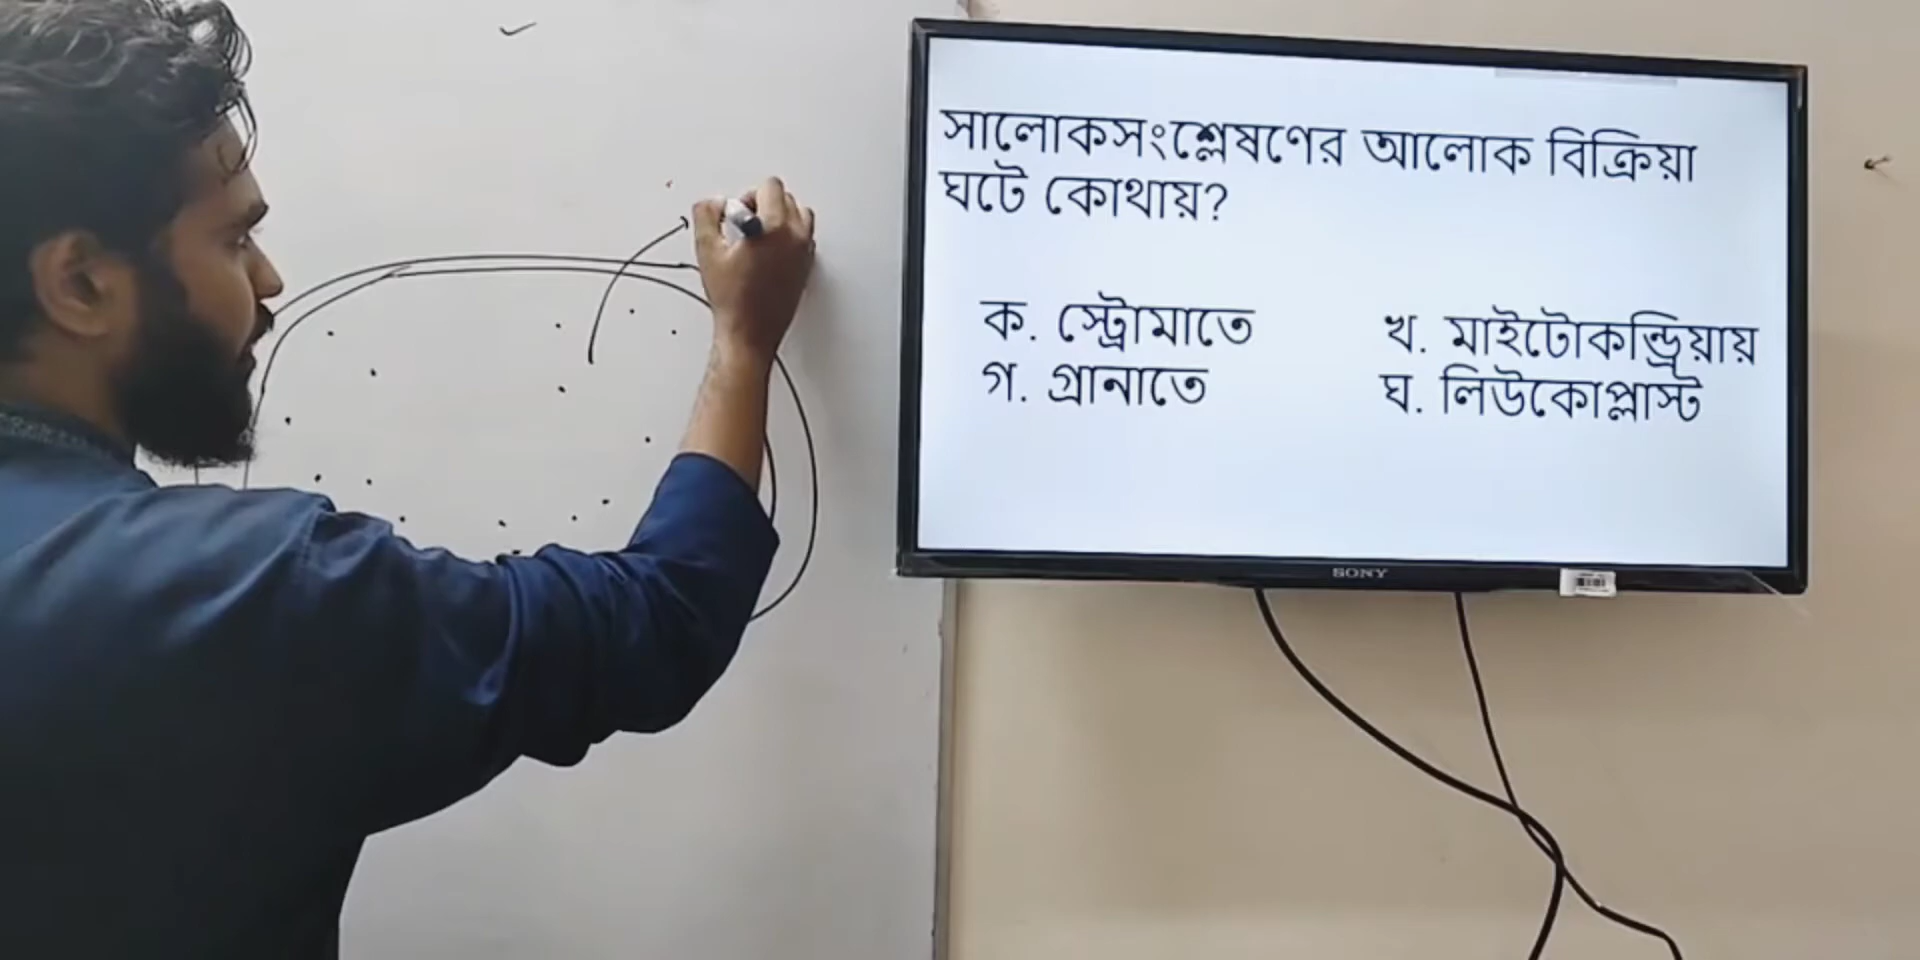 সালোকসংশ্লেষণের আলোক বিক্রিয়া
ঘটে কোথায়?
ক. স্ট্রোমাতে খ. মাইটোকন্ড্রিয়ায়
গ. গ্রানাতে ঘ. লিউকোপ্লাস্ট
SONY